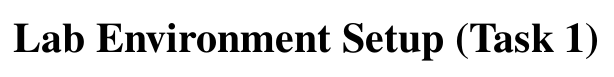 Lab Environment Setup (Task 1)